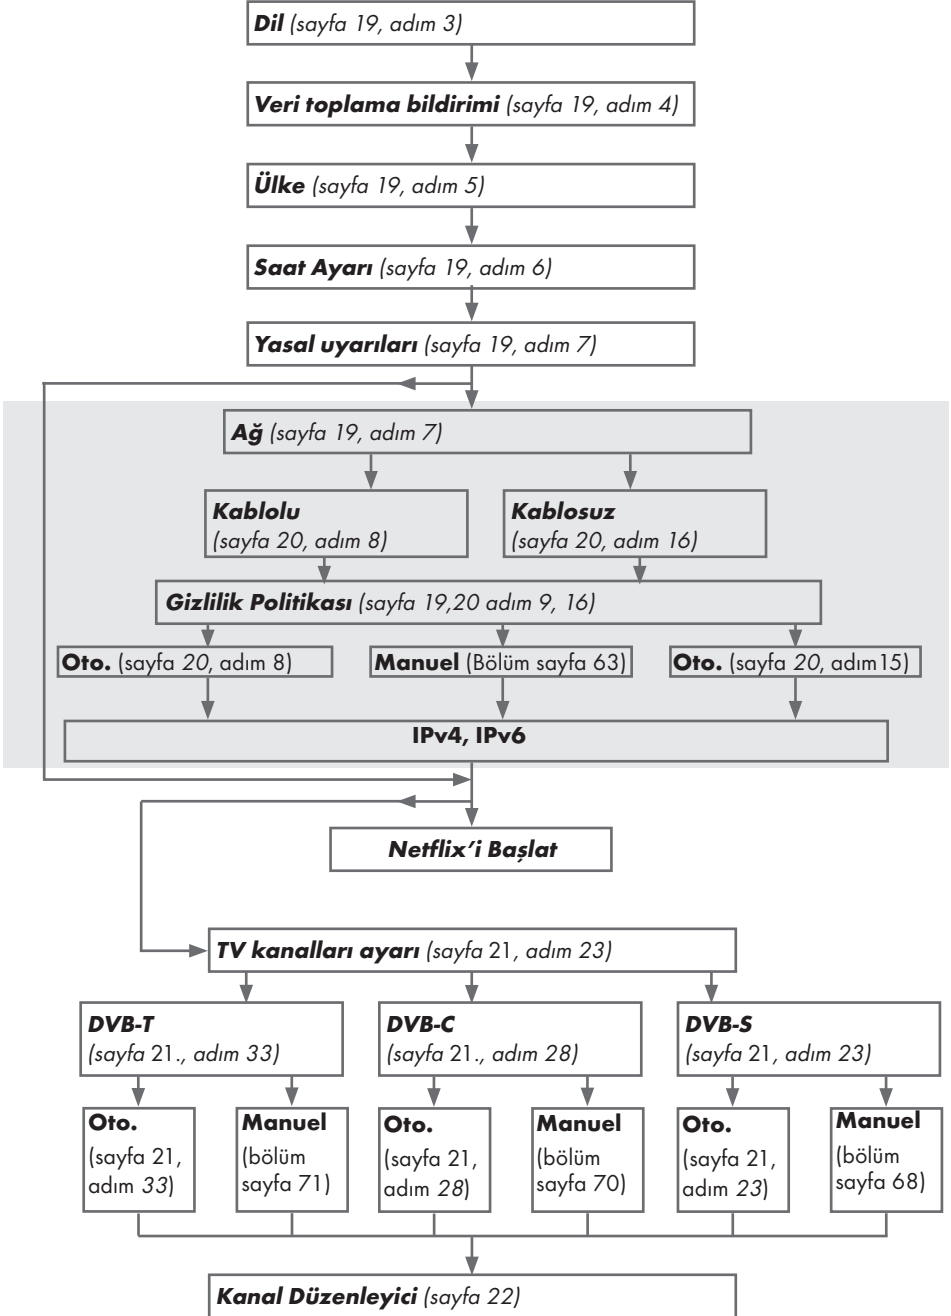 Dil (sayfa 19, adım 3)
Veri toplama bildirimi (sayfa 19, adım 4)
Ülke (sayfa 19, adım 5)
Saat Ayarı (sayfa 19, adım 6)
Yasal uyarıları (sayfa 19, adım 7)
Ağ (sayfa 19, adım 7)
Kablolu
(sayfa 20, adım 8)
Kablosuz
(sayfa 20, adım 16)
Gizlilik Politikası (sayfa 19,20 adım 9, 16)
Oto. (sayfa 20, adım 8)
Manuel (Bölüm sayfa 63)
Oto. (sayfa 20, adım15)
IPv4, IPv6
Netflix’i Başlat
TV kanalları ayarı (sayfa 21, adım 23)
DVB-T
(sayfa 21., adım 33)
DVB-C
(sayfa 21., adım 28)
DVB-S
(sayfa 21, adım 23)
Oto.
(sayfa 21,
adım 33)
Manuel
(bölüm
sayfa 71)
Oto.
(sayfa 21,
adım 28)
Manuel
(bölüm
sayfa 70)
Oto.
(sayfa 21,
adım 23)
Manuel
(bölüm
sayfa 68)
Kanal Düzenleyici (sayfa 22)